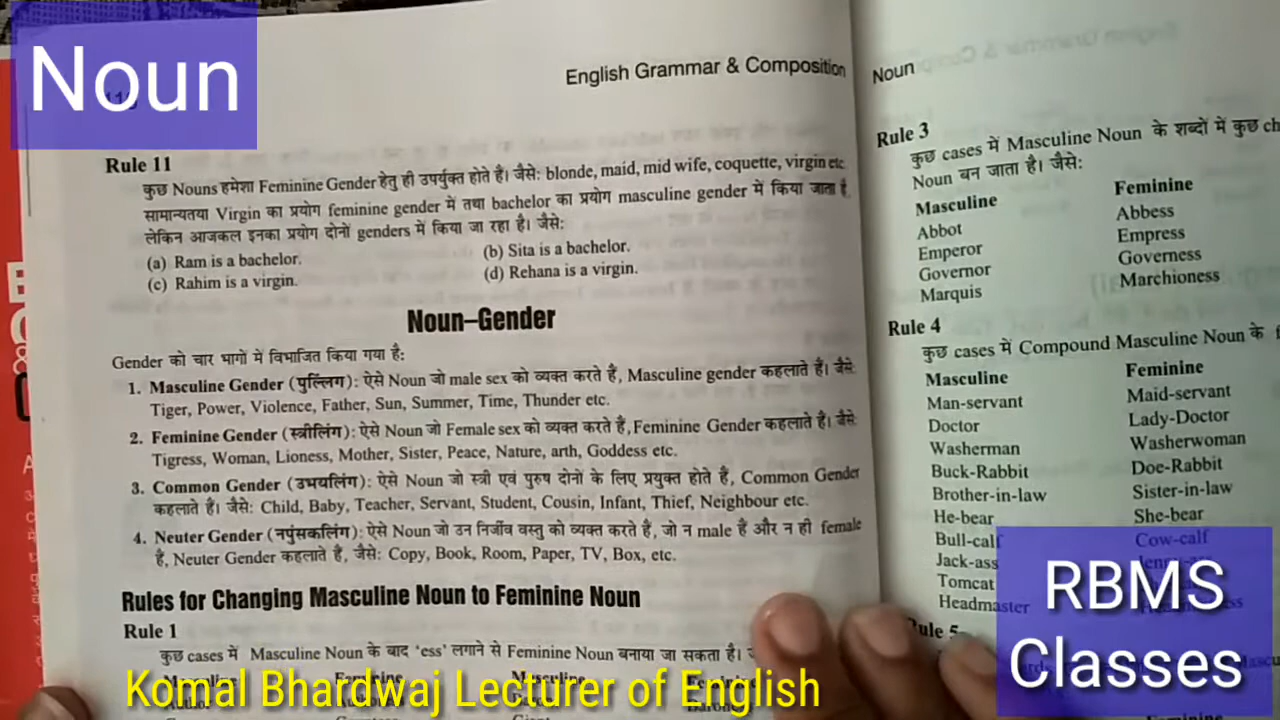 Noun
English Grammar & Composition
Rule 11
कुछ Nouns हमेशा Feminine Gender हेतु ही उपर्युक्त होते हैं। जैसे: blonde, maid, mid wife, coquette, virgin etc.
सामान्यतया Virgin का प्रयोग feminine gender में तथा bachelor का प्रयोग masculine gender में किया जाता है,
लेकिन आजकल इनका प्रयोग दोनों genders में किया जा रहा है। जैसे:
(a) Ram is a bachelor. (b) Sita is a bachelor.
(c) Rahim is a virgin. (d) Rehana is a virgin.
Noun–Gender
Gender को चार भागों में विभाजित किया गया है:
1. Masculine Gender (पुल्लिंग): ऐसे Noun जो male sex को व्यक्त करते हैं, Masculine gender कहलाते हैं। जैसे:
Tiger, Power, Violence, Father, Sun, Summer, Time, Thunder etc.
2. Feminine Gender (स्त्रीलिंग): ऐसे Noun जो Female sex को व्यक्त करते हैं, Feminine Gender कहलाते हैं। जैसे:
Tigress, Woman, Lioness, Mother, Sister, Peace, Nature, arth, Goddess etc.
3. Common Gender (उभयलिंग): ऐसे Noun जो स्त्री एवं पुरुष दोनों के लिए प्रयुक्त होते हैं, Common Gender
कहलाते हैं। जैसे: Child, Baby, Teacher, Servant, Student, Cousin, Infant, Thief, Neighbour etc.
4. Neuter Gender (नपुंसकलिंग): ऐसे Noun जो उन निर्जीव वस्तु को व्यक्त करते हैं, जो न male हैं और न ही female
हैं, Neuter Gender कहलाते हैं, जैसे: Copy, Book, Room, Paper, TV, Box, etc.
Rules for Changing Masculine Noun to Feminine Noun
Rule 1
कुछ cases में Masculine Noun के बाद 'ess' लगाने से Feminine Noun बनाया जा सकता है।
Noun
Rule 3
कुछ cases में Masculine Noun के शब्दों में कुछ ch
Noun बन जाता है। जैसे:
Masculine Feminine
Abbot Abbess
Emperor Empress
Governor Governess
Marquis Marchioness
Rule 4
कुछ cases में Compound Masculine Noun के
Masculine Feminine
Man-servant Maid-servant
Doctor Lady-Doctor
Washerman Washerwoman
Buck-Rabbit Doe-Rabbit
Brother-in-law Sister-in-law
He-bear She-bear
Bull-calf Cow-calf
Jack-ass
Tomcat
Headmaster
Rule 5
RBMS
Classes
Komal Bhardwaj Lecturer of English